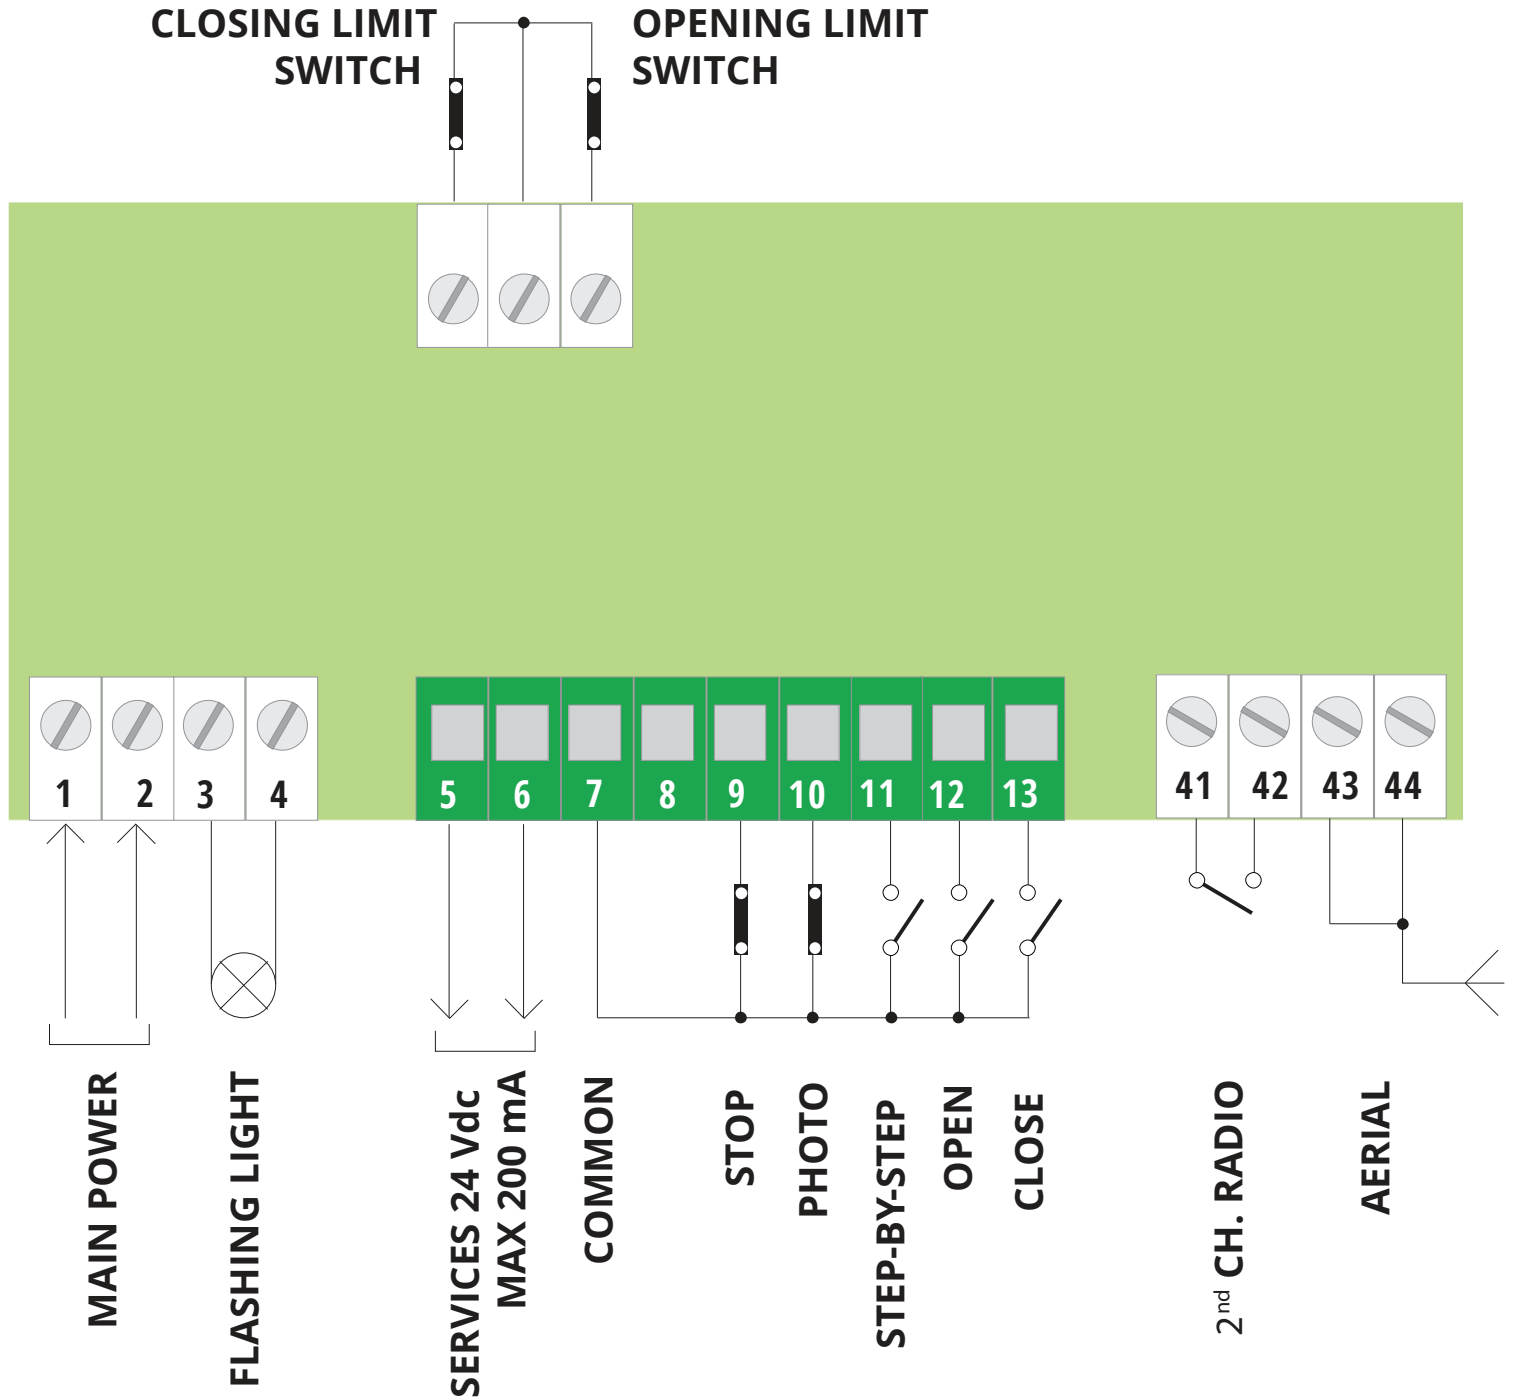 CLOSING LIMIT
SWITCH
OPENING LIMIT
SWITCH
1 2 3 4
5 6 7 8 9 10 11 12 13
41 42 43 44
MAIN POWER
FLASHING LIGHT
SERVICES 24 Vdc
MAX 200 mA
COMMON
STOP
PHOTO
STEP-BY-STEP
OPEN
CLOSE
2nd CH. RADIO
AERIAL